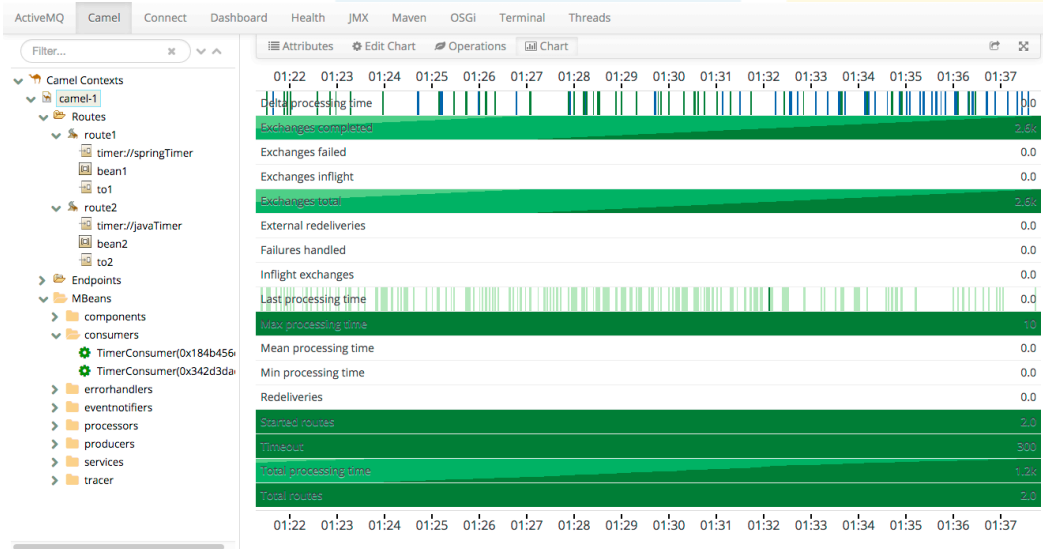 ActiveMQ Camel Connect Dashboard Health JMX Maven OSGi Terminal Threads
Filter...
Attributes Edit Chart Operations Chart
Camel Contexts
camel-1
Routes
route1
timer://springTimer
bean1
to1
route2
timer://javaTimer
bean2
to2
Endpoints
MBeans
components
consumers
TimerConsumer(0x184b456
TimerConsumer(0x342d3da
errorhandlers
eventnotifiers
processors
producers
services
tracer
01:22 01:23 01:24 01:25 01:26 01:27 01:28 01:29 01:30 01:31 01:32 01:33 01:34 01:35 01:36 01:37
Delta processing time 0.0
Exchanges completed 2.6k
Exchanges failed 0.0
Exchanges inflight 0.0
Exchanges total 2.6k
External redeliveries 0.0
Failures handled 0.0
Inflight exchanges 0.0
Last processing time 0.0
Max processing time 10
Mean processing time 0.0
Min processing time 0.0
Redeliveries 0.0
Started routes 2.0
Timeout 300
Total processing time 1.2k
Total routes 2.0
01:22 01:23 01:24 01:25 01:26 01:27 01:28 01:29 01:30 01:31 01:32 01:33 01:34 01:35 01:36 01:37